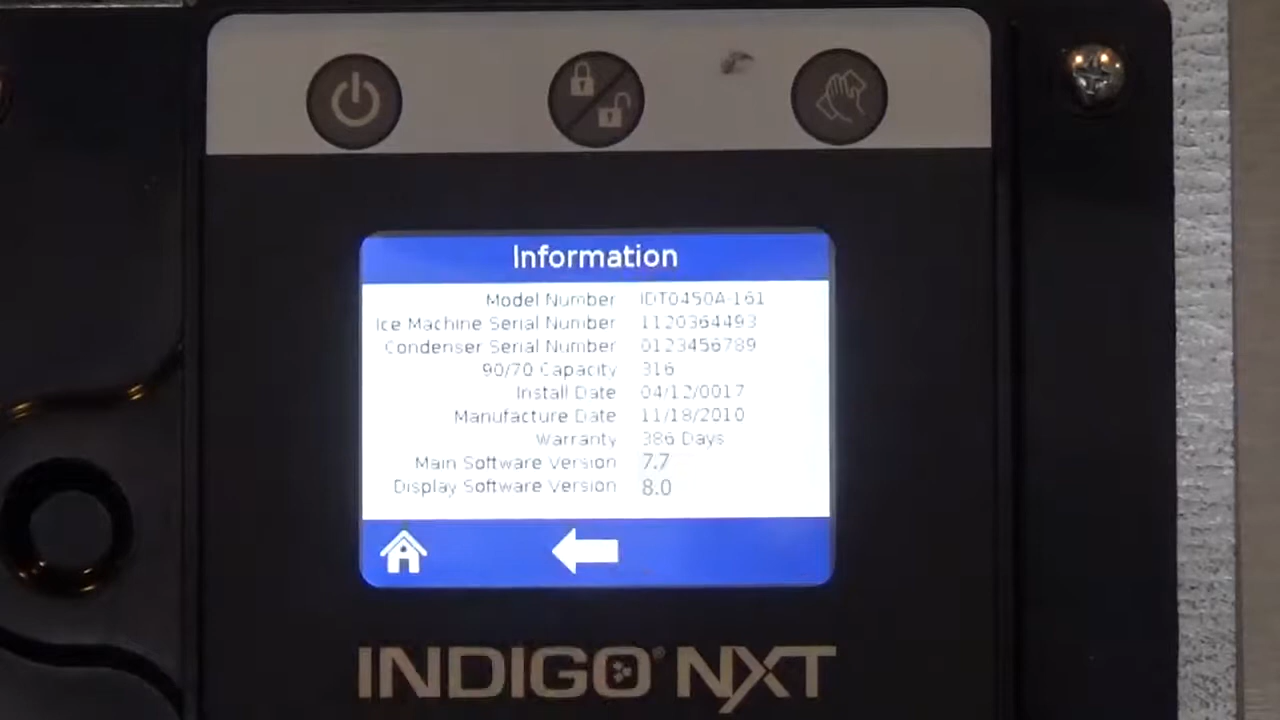 Information
Model Number IDT0450A-161
Ice Machine Serial Number 1120364493
Condenser Serial Number 0123456789
90/70 Capacity 316
Install Date 04/12/0017
Manufacture Date 11/18/2010
Warranty 386 Days
Main Software Version 7.7
Display Software Version 8.0
INDIGO® NXT